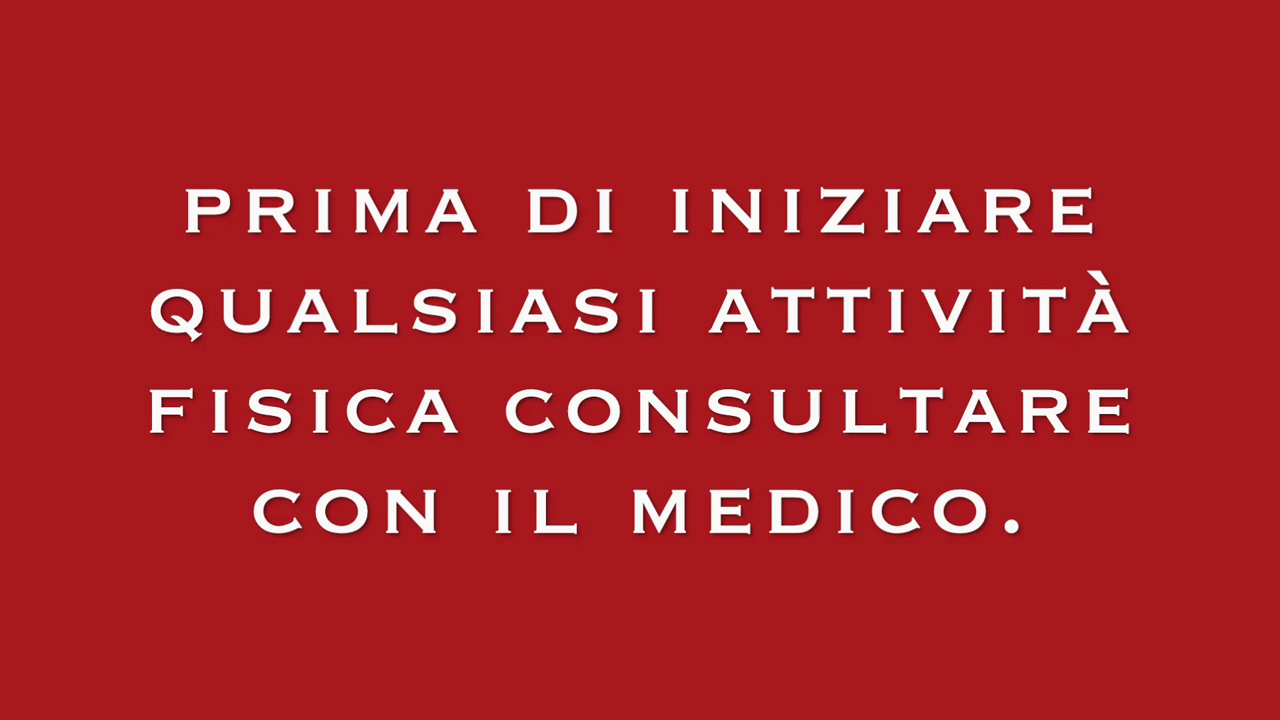 PRIMA DI INIZIARE
QUALSIASI ATTIVITÀ
FISICA CONSULTARE
CON IL MEDICO.